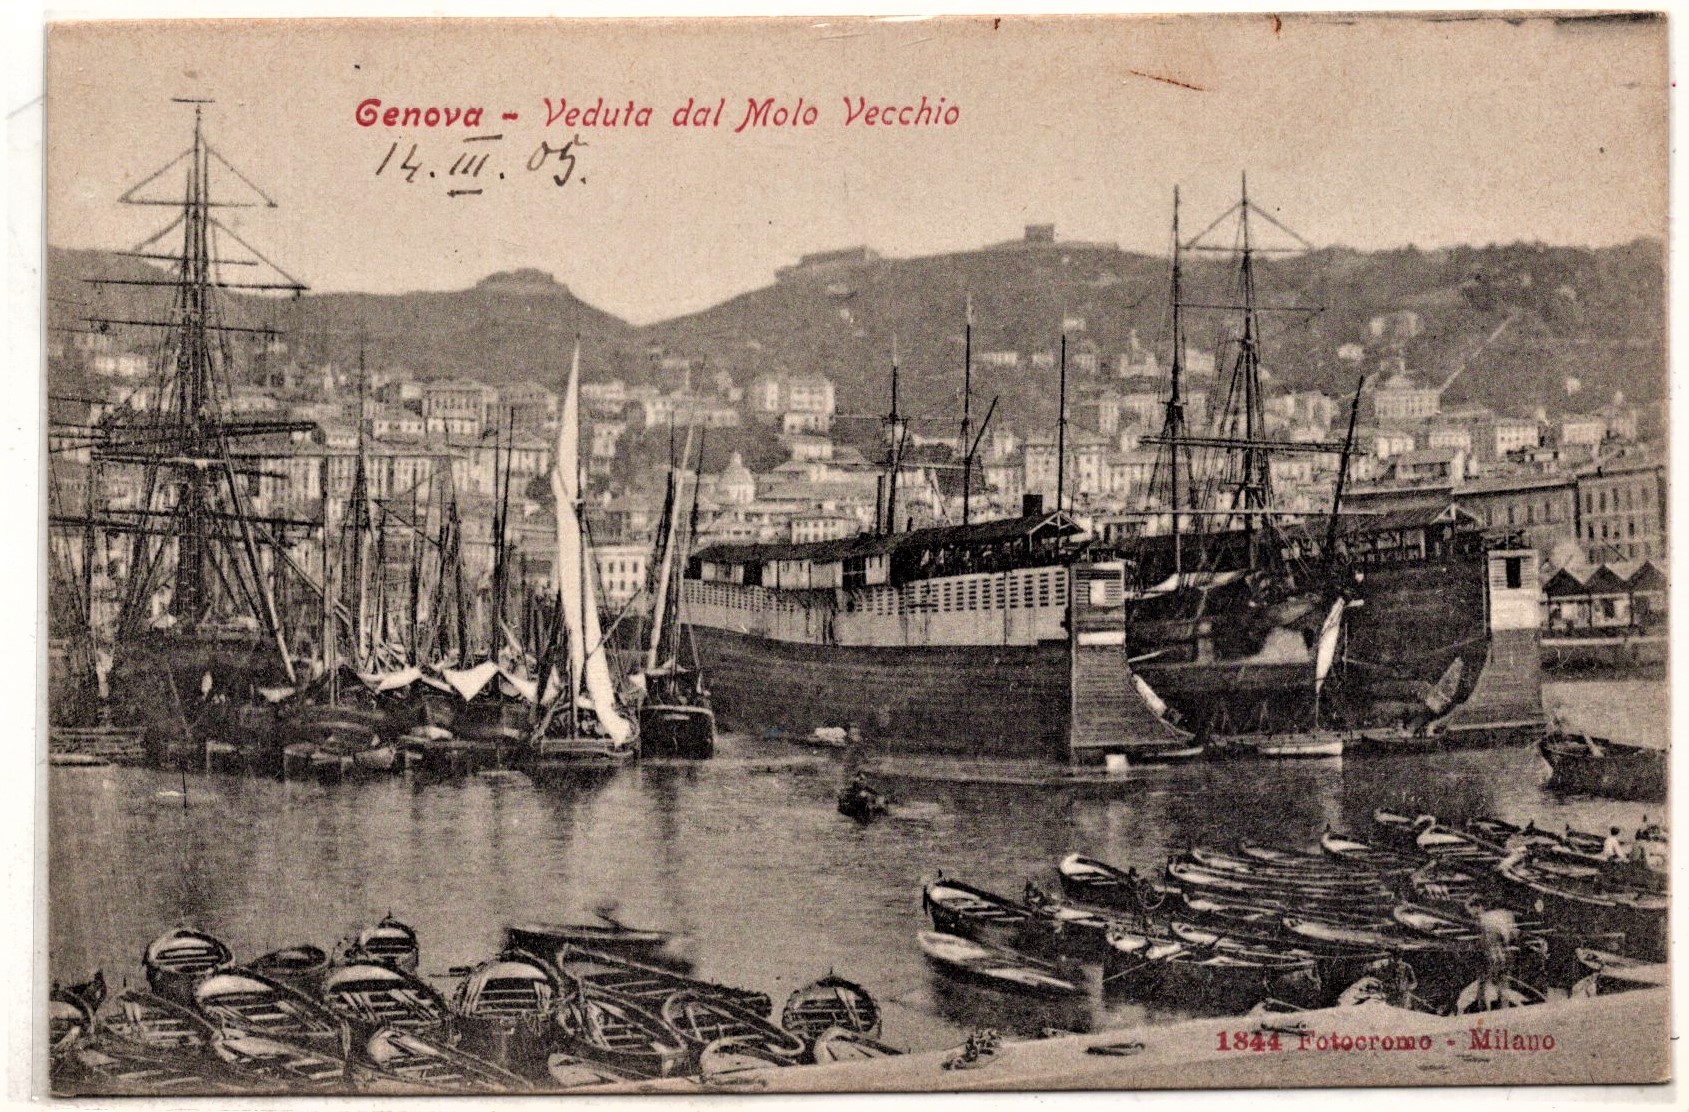 Genova - Veduta dal Molo Vecchio
14.III.05.
1844 Fotocromo - Milano